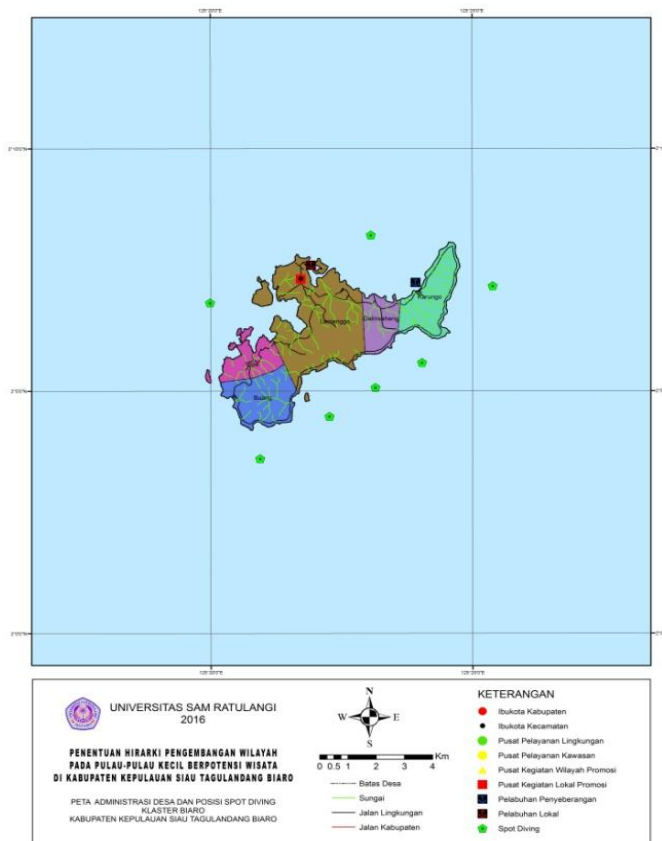 Lamanggo
Dalinsaheng
Karungo
Buang
UNIVERSITAS SAM RATULANGI
2016
PENENTUAN HIRARKI PENGEMBANGAN WILAYAH
PADA PULAU-PULAU KECIL BERPOTENSI WISATA
DI KABUPATEN KEPULAUAN SIAU TAGULANDANG BIARO
PETA ADMINISTRASI DESA DAN POSISI SPOT DIVING
KLASTER BIARO
KABUPATEN KEPULAUAN SIAU TAGULANDANG BIARO
N
W E
S
Km
0 0.5 1 2 3 4
Batas Desa
Sungai
Jalan Lingkungan
Jalan Kabupaten
KETERANGAN
Ibukota Kabupaten
Ibukota Kecamatan
Pusat Pelayanan Lingkungan
Pusat Pelayanan Kawasan
Pusat Kegiatan Wilayah Promosi
Pusat Kegiatan Lokal Promosi
Pelabuhan Penyeberangan
Pelabuhan Lokal
Spot Diving